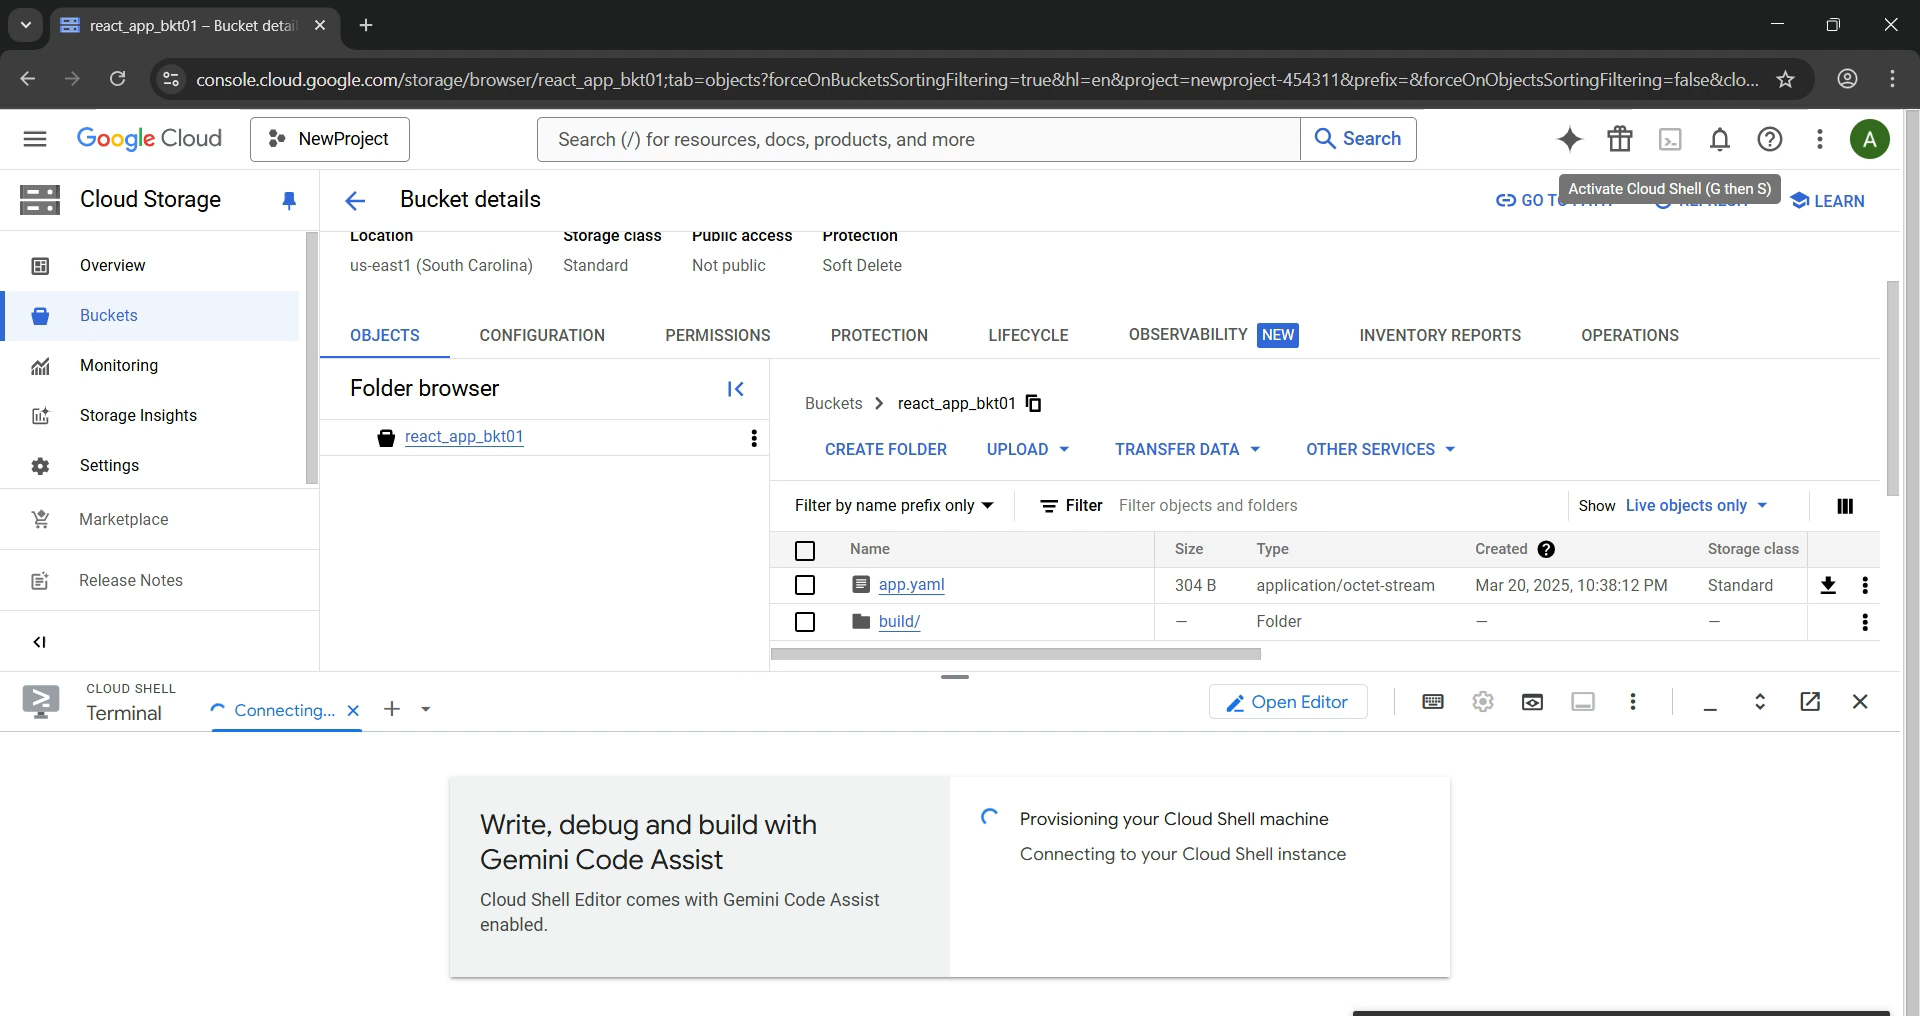 react_app_bkt01 – Bucket detai
console.cloud.google.com/storage/browser/react_app_bkt01;tab=objects?forceOnBucketsSortingFiltering=true&hl=en&project=newproject-454311&prefix=&forceOnObjectsSortingFiltering=false&clo...
Google Cloud
NewProject
Search (/) for resources, docs, products, and more
Search
A
Activate Cloud Shell (G then S)
Cloud Storage
Bucket details
LEARN
Overview
Buckets
Monitoring
Storage Insights
Settings
Marketplace
Release Notes
Location Storage class Public access Protection
us-east1 (South Carolina) Standard Not public Soft Delete
OBJECTS CONFIGURATION PERMISSIONS PROTECTION LIFECYCLE OBSERVABILITY NEW INVENTORY REPORTS OPERATIONS
Folder browser
react_app_bkt01
Buckets > react_app_bkt01
CREATE FOLDER UPLOAD TRANSFER DATA OTHER SERVICES
Filter by name prefix only Filter Filter objects and folders Show Live objects only
Name Size Type Created Storage class
app.yaml 304 B application/octet-stream Mar 20, 2025, 10:38:12 PM Standard
build/ – Folder – –
CLOUD SHELL
Terminal
Connecting...
Open Editor
Write, debug and build with
Gemini Code Assist
Cloud Shell Editor comes with Gemini Code Assist
enabled.
Provisioning your Cloud Shell machine
Connecting to your Cloud Shell instance